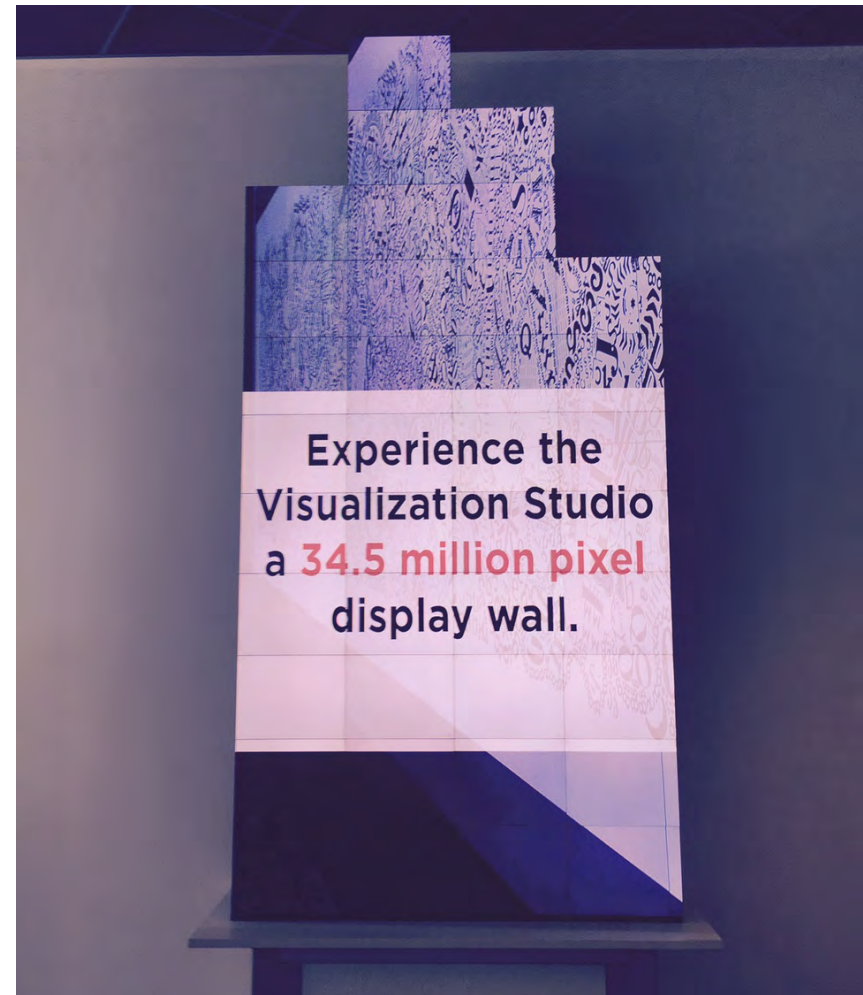 Experience the
Visualization Studio
a 34.5 million pixel
display wall.